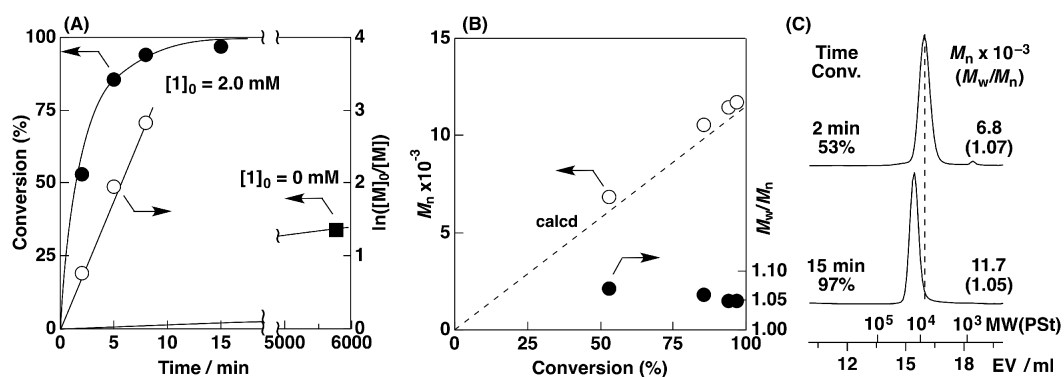 (A)
100
75
50
25
0
Conversion (%)
0
5
10
15
5000
6000
Time / min
4
3
2
1
0
ln([M]0/[M])
[1]0 = 2.0 mM
[1]0 = 0 mM
(B)
15
10
5
0
Mn x10-3
0
25
50
75
100
Conversion (%)
calcd
1.10
1.05
1.00
Mw/Mn
(C)
Time
Conv.
Mn x 10−3
(Mw/Mn)
2 min
53%
6.8
(1.07)
15 min
97%
11.7
(1.05)
105 104 103 MW(PSt)
12 15 18 EV / ml